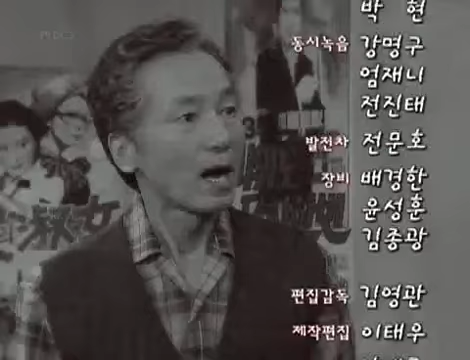 박 현
동시녹음 강명구
엄재니
전진태
발전차 전문호
장비 배경한
윤성훈
김종광
편집감독 김영관
제작편집 이태우
淑女